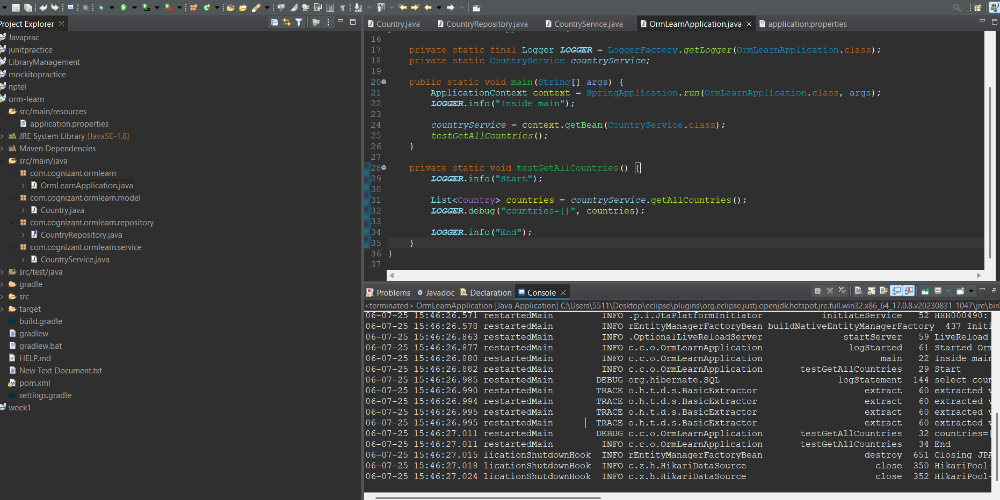 Project Explorer
Javaprac
junitpractice
LibraryManagement
mockitopractice
nptel
orm-learn
src/main/resources
application.properties
JRE System Library [JavaSE-1.8]
Maven Dependencies
src/main/java
com.cognizant.ormlearn
OrmLearnApplication.java
com.cognizant.ormlearn.model
Country.java
com.cognizant.ormlearn.repository
CountryRepository.java
com.cognizant.ormlearn.service
CountryService.java
src/test/java
gradle
src
target
build.gradle
gradlew
gradlew.bat
HELP.md
New Text Document.txt
pom.xml
settings.gradle
week1
Country.java CountryRepository.java CountryService.java OrmLearnApplication.java application.properties
16
17 private static final Logger LOGGER = LoggerFactory.getLogger(OrmLearnApplication.class);
18 private static CountryService countryService;
19
20 public static void main(String[] args) {
21 ApplicationContext context = SpringApplication.run(OrmLearnApplication.class, args);
22 LOGGER.info("Inside main");
23
24 countryService = context.getBean(CountryService.class);
25 testGetAllCountries();
26 }
27
28 private static void testGetAllCountries() {
29 LOGGER.info("Start");
30
31 List<Country> countries = countryService.getAllCountries();
32 LOGGER.debug("countries={}", countries);
33
34 LOGGER.info("End");
35 }
36 }
37
Problems Javadoc Declaration Console
<terminated> OrmLearnApplication [Java Application] C:\Users\5511\Desktop\eclipse\plugins\org.eclipse.justj.openjdk.hotspot.jre.full.win32.x86_64_17.0.8.v20230831-1047\jre\bin
06-07-25 15:46:26.571 restartedMain INFO .p.i.JtaPlatformInitiator initiateService 52 HHH000490:
06-07-25 15:46:26.578 restartedMain INFO rEntityManagerFactoryBean buildNativeEntityManagerFactory 437 Initi
06-07-25 15:46:26.863 restartedMain INFO .OptionalLiveReloadServer startServer 59 LiveReload
06-07-25 15:46:26.877 restartedMain INFO c.c.o.OrmLearnApplication logStarted 61 Started Orm
06-07-25 15:46:26.880 restartedMain INFO c.c.o.OrmLearnApplication main 22 Inside main
06-07-25 15:46:26.882 restartedMain INFO c.c.o.OrmLearnApplication testGetAllCountries 29 Start
06-07-25 15:46:26.985 restartedMain DEBUG org.hibernate.SQL logStatement 144 select coun
06-07-25 15:46:26.990 restartedMain TRACE o.h.t.d.s.BasicExtractor extract 60 extracted v
06-07-25 15:46:26.994 restartedMain TRACE o.h.t.d.s.BasicExtractor extract 60 extracted v
06-07-25 15:46:26.995 restartedMain TRACE o.h.t.d.s.BasicExtractor extract 60 extracted v
06-07-25 15:46:26.995 restartedMain TRACE o.h.t.d.s.BasicExtractor extract 60 extracted v
06-07-25 15:46:27.011 restartedMain DEBUG c.c.o.OrmLearnApplication testGetAllCountries 32 countries=[
06-07-25 15:46:27.011 restartedMain INFO c.c.o.OrmLearnApplication testGetAllCountries 34 End
06-07-25 15:46:27.015 licationShutdownHook INFO rEntityManagerFactoryBean destroy 651 Closing JPA
06-07-25 15:46:27.018 licationShutdownHook INFO c.z.h.HikariDataSource close 350 HikariPool-
06-07-25 15:46:27.024 licationShutdownHook INFO c.z.h.HikariDataSource close 352 HikariPool-